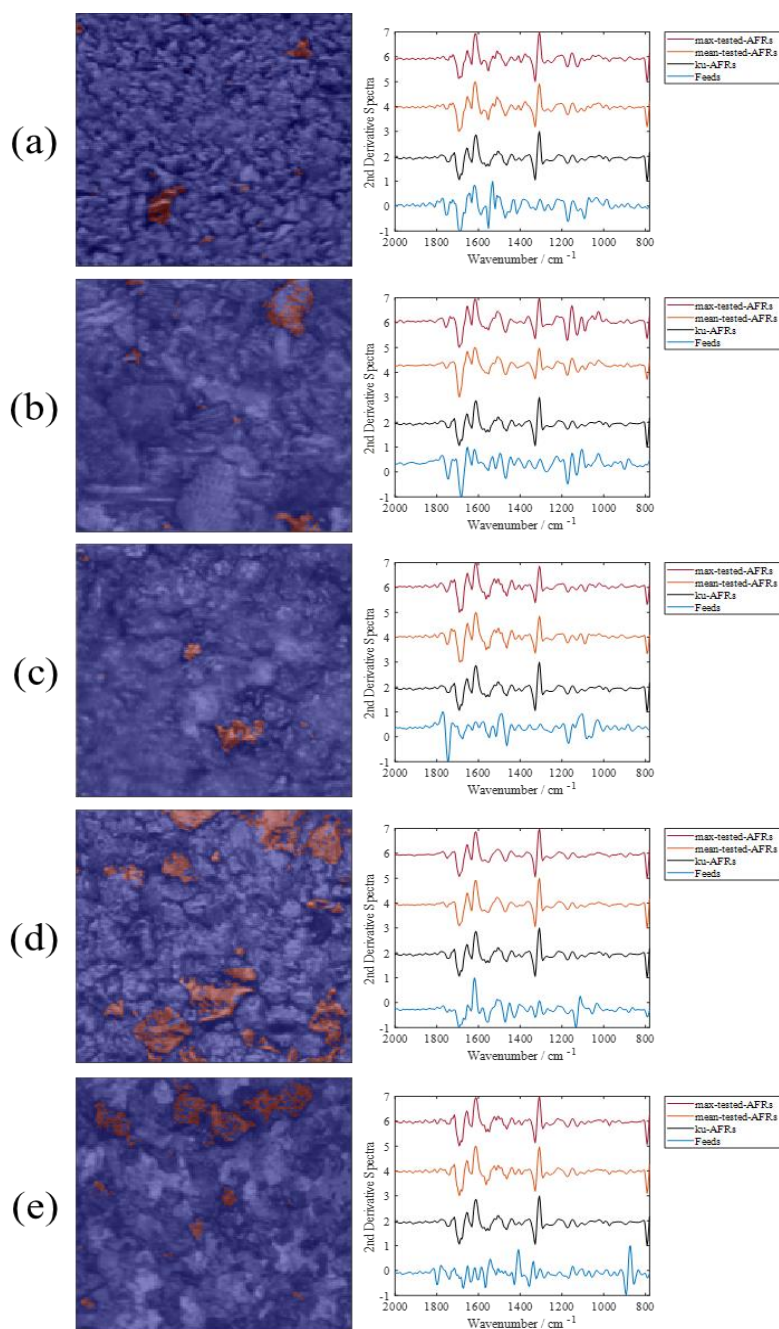 (a)
2nd Derivative Spectra
7
6
5
4
3
2
1
0
-1
2000 1600 1400 1200 1000 800
Wavenumber / cm -1
max-tested-AFRs
mean-tested-AFRs
ku-AFRs
Feeds
(b)
2nd Derivative Spectra
7
6
5
4
3
2
1
0
-1
2000 1600 1400 1200 1000 800
Wavenumber / cm -1
max-tested-AFRs
mean-tested-AFRs
ku-AFRs
Feeds
(c)
2nd Derivative Spectra
7
6
5
4
3
2
1
0
-1
2000 1600 1400 1200 1000 800
Wavenumber / cm -1
max-tested-AFRs
mean-tested-AFRs
ku-AFRs
Feeds
(d)
2nd Derivative Spectra
7
6
5
4
3
2
1
0
-1
2000 1600 1400 1200 1000 800
Wavenumber / cm -1
max-tested-AFRs
mean-tested-AFRs
ku-AFRs
Feeds
(e)
2nd Derivative Spectra
7
6
5
4
3
2
1
0
-1
2000 1600 1400 1200 1000 800
Wavenumber / cm -1
max-tested-AFRs
mean-tested-AFRs
ku-AFRs
Feeds